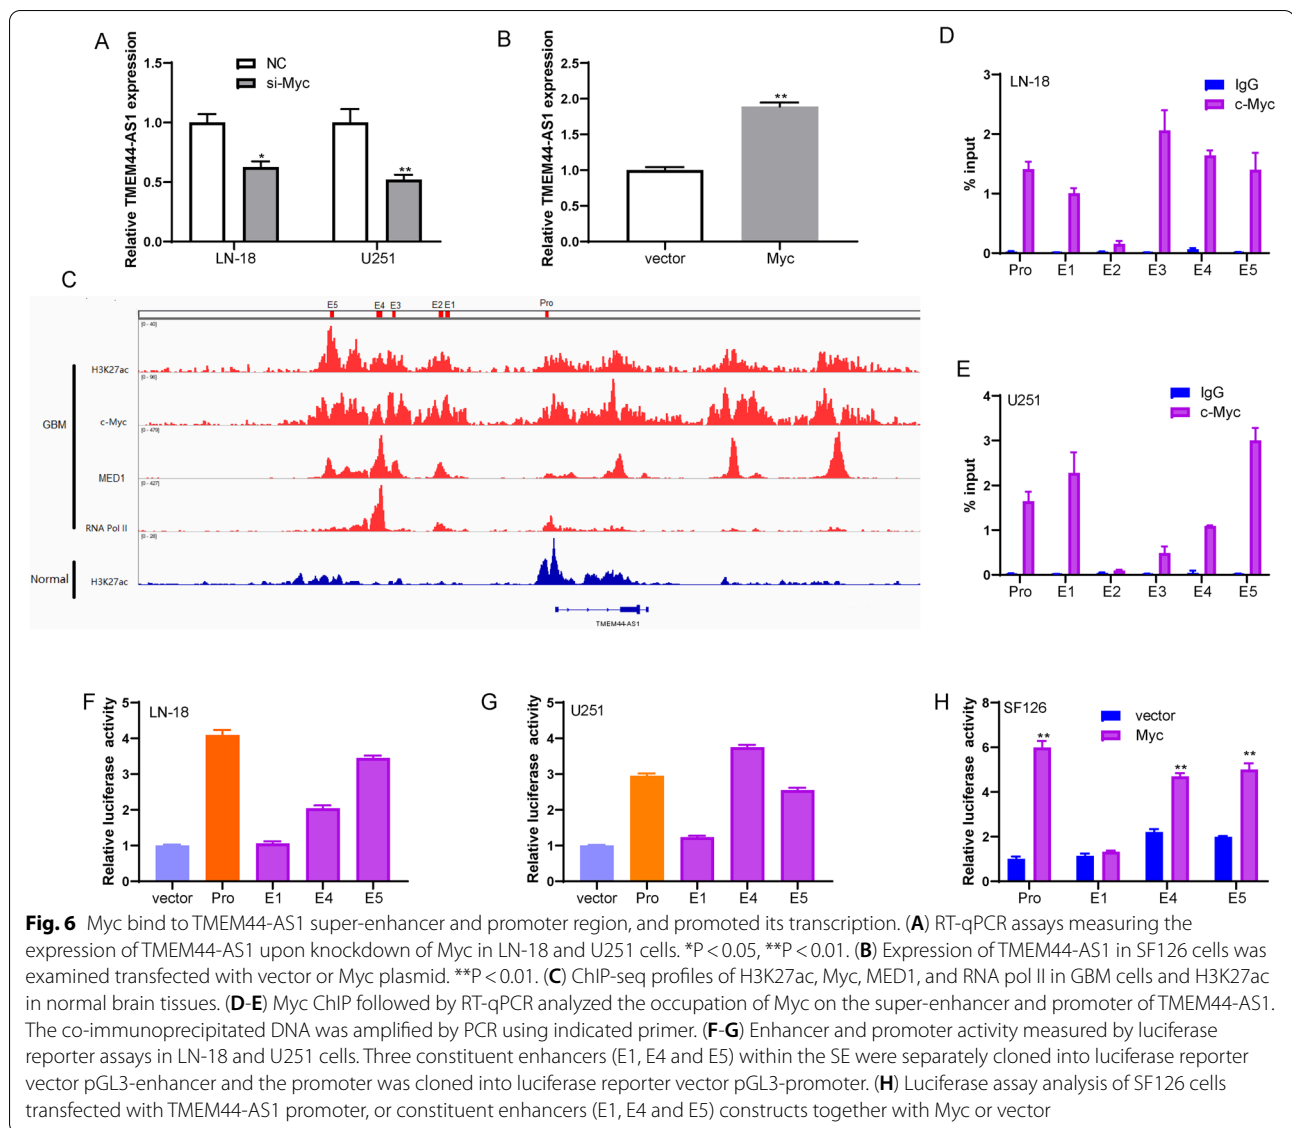 A
Relative TMEM44-AS1 expression
1.5
1.0
0.5
0.0
NC
si-Myc
*
**
LN-18
U251
B
Relative TMEM44-AS1 expression
2.5
2.0
1.5
1.0
0.5
0.0
**
vector
Myc
C
E5
E4
E3
E2
E1
Pro
[0 - 40]
H3K27ac
[0 - 96]
c-Myc
GBM
[0 - 479]
MED1
[0 - 427]
RNA Pol II
[0 - 28]
Normal
H3K27ac
TMEM44-AS1
D
LN-18
IgG
c-Myc
% input
3
2
1
0
Pro
E1
E2
E3
E4
E5
E
U251
IgG
c-Myc
% input
4
3
2
1
0
Pro
E1
E2
E3
E4
E5
F
LN-18
Relative luciferase activity
5
4
3
2
1
0
vector
Pro
E1
E4
E5
G
U251
Relative luciferase activity
5
4
3
2
1
0
vector
Pro
E1
E4
E5
H
SF126
vector
Myc
Relative luciferase activity
8
6
4
2
0
**
**
**
Pro
E1
E4
E5
Fig. 6 Myc bind to TMEM44-AS1 super-enhancer and promoter region, and promoted its transcription. (A) RT-qPCR assays measuring the
expression of TMEM44-AS1 upon knockdown of Myc in LN-18 and U251 cells. *P < 0.05, **P < 0.01. (B) Expression of TMEM44-AS1 in SF126 cells was
examined transfected with vector or Myc plasmid. **P < 0.01. (C) ChIP-seq profiles of H3K27ac, Myc, MED1, and RNA pol II in GBM cells and H3K27ac
in normal brain tissues. (D-E) Myc ChIP followed by RT-qPCR analyzed the occupation of Myc on the super-enhancer and promoter of TMEM44-AS1.
The co-immunoprecipitated DNA was amplified by PCR using indicated primer. (F-G) Enhancer and promoter activity measured by luciferase
reporter assays in LN-18 and U251 cells. Three constituent enhancers (E1, E4 and E5) within the SE were separately cloned into luciferase reporter
vector pGL3-enhancer and the promoter was cloned into luciferase reporter vector pGL3-promoter. (H) Luciferase assay analysis of SF126 cells
transfected with TMEM44-AS1 promoter, or constituent enhancers (E1, E4 and E5) constructs together with Myc or vector